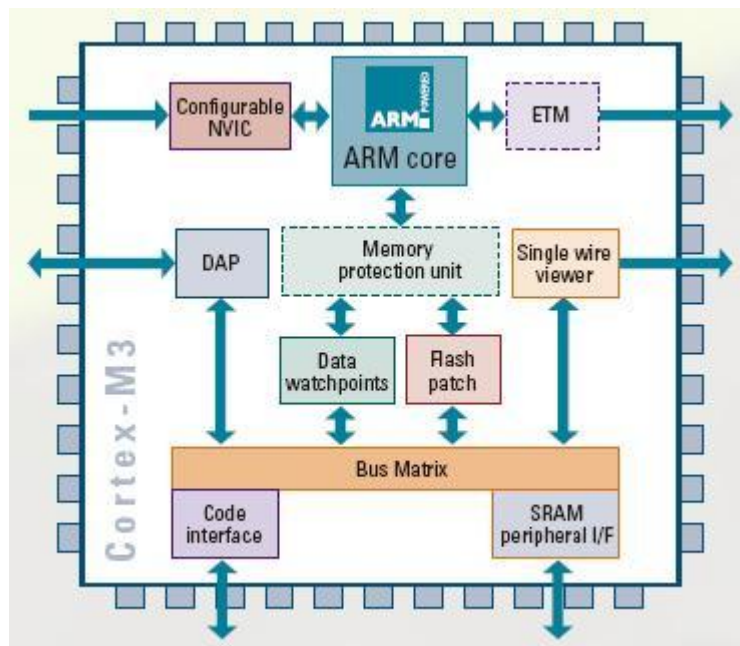 Configurable
NVIC
ARM
POWERED
ARM core
ETM
DAP
Memory
protection unit
Single wire
viewer
Data
watchpoints
Flash
patch
Cortex-M3
Bus Matrix
Code
interface
SRAM
peripheral I/F